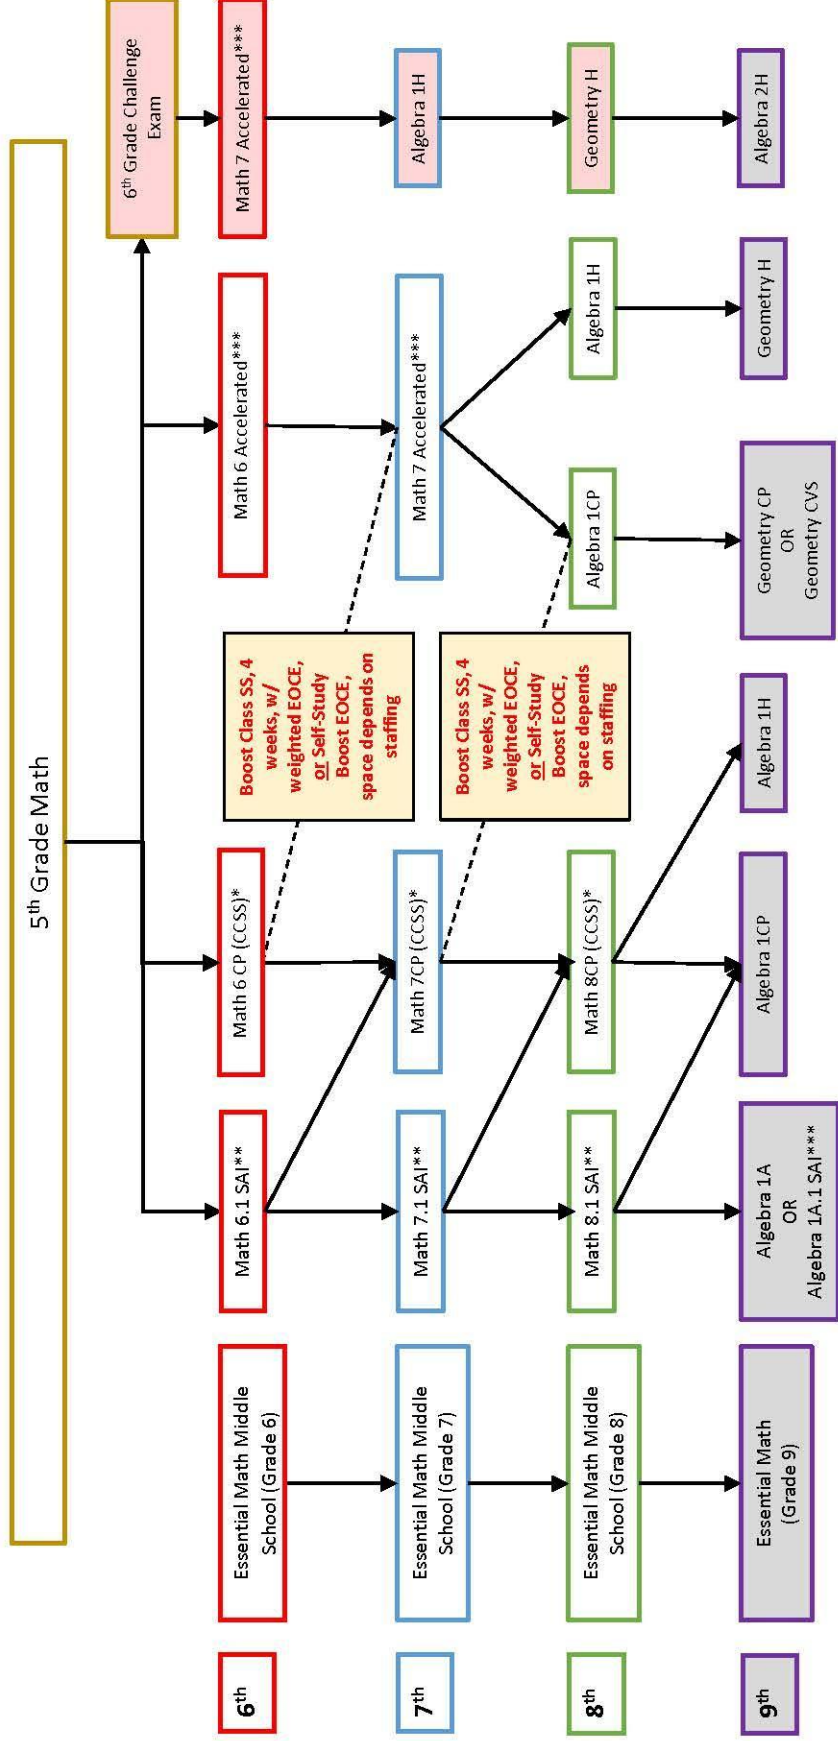 5th Grade Math
6th Grade Challenge
Exam
6th
Essential Math Middle
School (Grade 6)
Math 6.1 SAI**
Math 6 CP (CCSS)*
Math 6 Accelerated***
Math 7 Accelerated***
Boost Class SS, 4
weeks, w/
weighted EOCE,
or Self-Study
Boost EOCE,
space depends on
staffing
7th
Essential Math Middle
School (Grade 7)
Math 7.1 SAI**
Math 7CP (CCSS)*
Math 7 Accelerated***
Algebra 1H
Boost Class SS, 4
weeks, w/
weighted EOCE,
or Self-Study
Boost EOCE,
space depends
on staffing
8th
Essential Math Middle
School (Grade 8)
Math 8.1 SAI**
Math 8CP (CCSS)*
Algebra 1CP
Algebra 1H
Geometry H
9th
Essential Math
(Grade 9)
Algebra 1A
OR
Algebra 1A.1 SAI***
Algebra 1CP
Algebra 1H
Geometry CP
OR
Geometry CVS
Geometry H
Algebra 2H